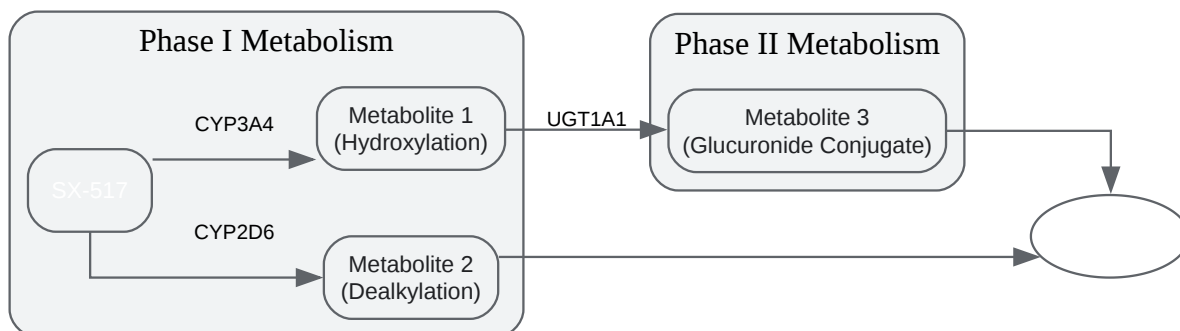 Phase I Metabolism
Phase II Metabolism
CYP3A4
Metabolite 1
(Hydroxylation)
UGT1A1
Metabolite 3
(Glucuronide Conjugate)
SX-517
CYP2D6
Metabolite 2
(Dealkylation)